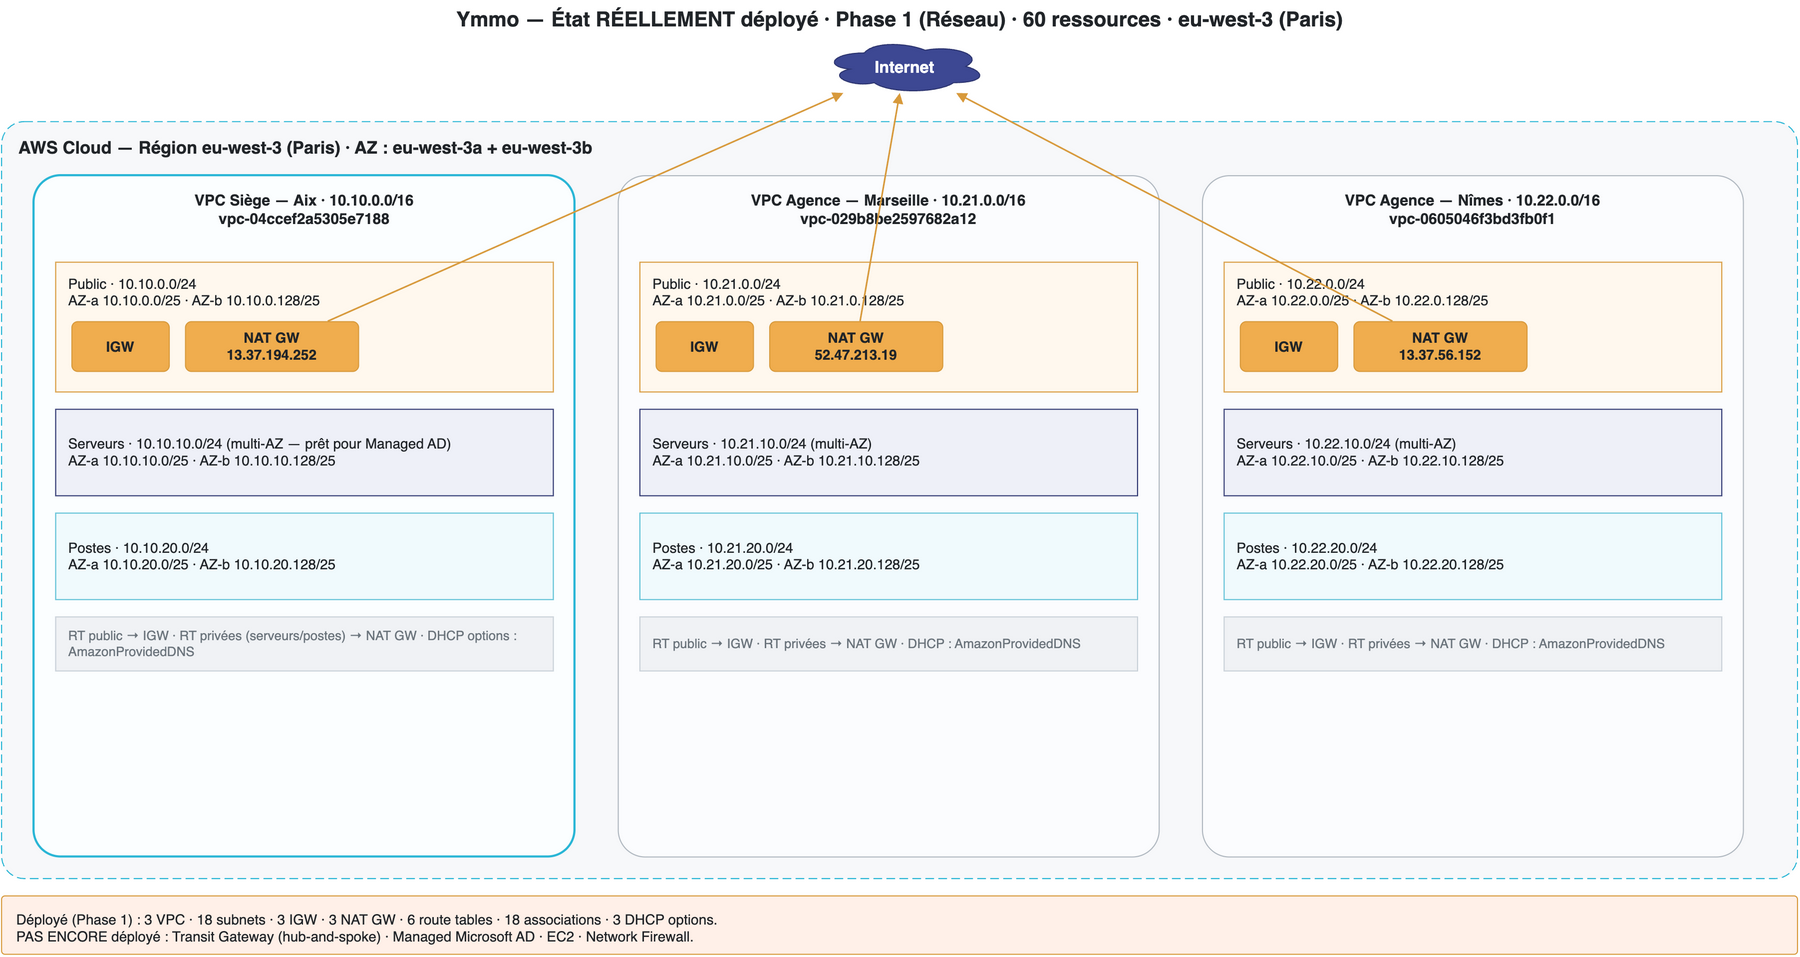 Ymmo — État RÉELLEMENT déployé · Phase 1 (Réseau) · 60 ressources · eu-west-3 (Paris)
Internet
AWS Cloud — Région eu-west-3 (Paris) · AZ : eu-west-3a + eu-west-3b
VPC Siège — Aix · 10.10.0.0/16
vpc-04ccef2a5305e7188
Public · 10.10.0.0/24
AZ-a 10.10.0.0/25 · AZ-b 10.10.0.128/25
IGW
NAT GW
13.37.194.252
Serveurs · 10.10.10.0/24 (multi-AZ — prêt pour Managed AD)
AZ-a 10.10.10.0/25 · AZ-b 10.10.10.128/25
Postes · 10.10.20.0/24
AZ-a 10.10.20.0/25 · AZ-b 10.10.20.128/25
RT public → IGW · RT privées (serveurs/postes) → NAT GW · DHCP options :
AmazonProvidedDNS
VPC Agence — Marseille · 10.21.0.0/16
vpc-029b8be2597682a12
Public · 10.21.0.0/24
AZ-a 10.21.0.0/25 · AZ-b 10.21.0.128/25
IGW
NAT GW
52.47.213.19
Serveurs · 10.21.10.0/24 (multi-AZ)
AZ-a 10.21.10.0/25 · AZ-b 10.21.10.128/25
Postes · 10.21.20.0/24
AZ-a 10.21.20.0/25 · AZ-b 10.21.20.128/25
RT public → IGW · RT privées → NAT GW · DHCP : AmazonProvidedDNS
VPC Agence — Nîmes · 10.22.0.0/16
vpc-0605046f3bd3fb0f1
Public · 10.22.0.0/24
AZ-a 10.22.0.0/25 · AZ-b 10.22.0.128/25
IGW
NAT GW
13.37.56.152
Serveurs · 10.22.10.0/24 (multi-AZ)
AZ-a 10.22.10.0/25 · AZ-b 10.22.10.128/25
Postes · 10.22.20.0/24
AZ-a 10.22.20.0/25 · AZ-b 10.22.20.128/25
RT public → IGW · RT privées → NAT GW · DHCP : AmazonProvidedDNS
Déployé (Phase 1) : 3 VPC · 18 subnets · 3 IGW · 3 NAT GW · 6 route tables · 18 associations · 3 DHCP options.
PAS ENCORE déployé : Transit Gateway (hub-and-spoke) · Managed Microsoft AD · EC2 · Network Firewall.